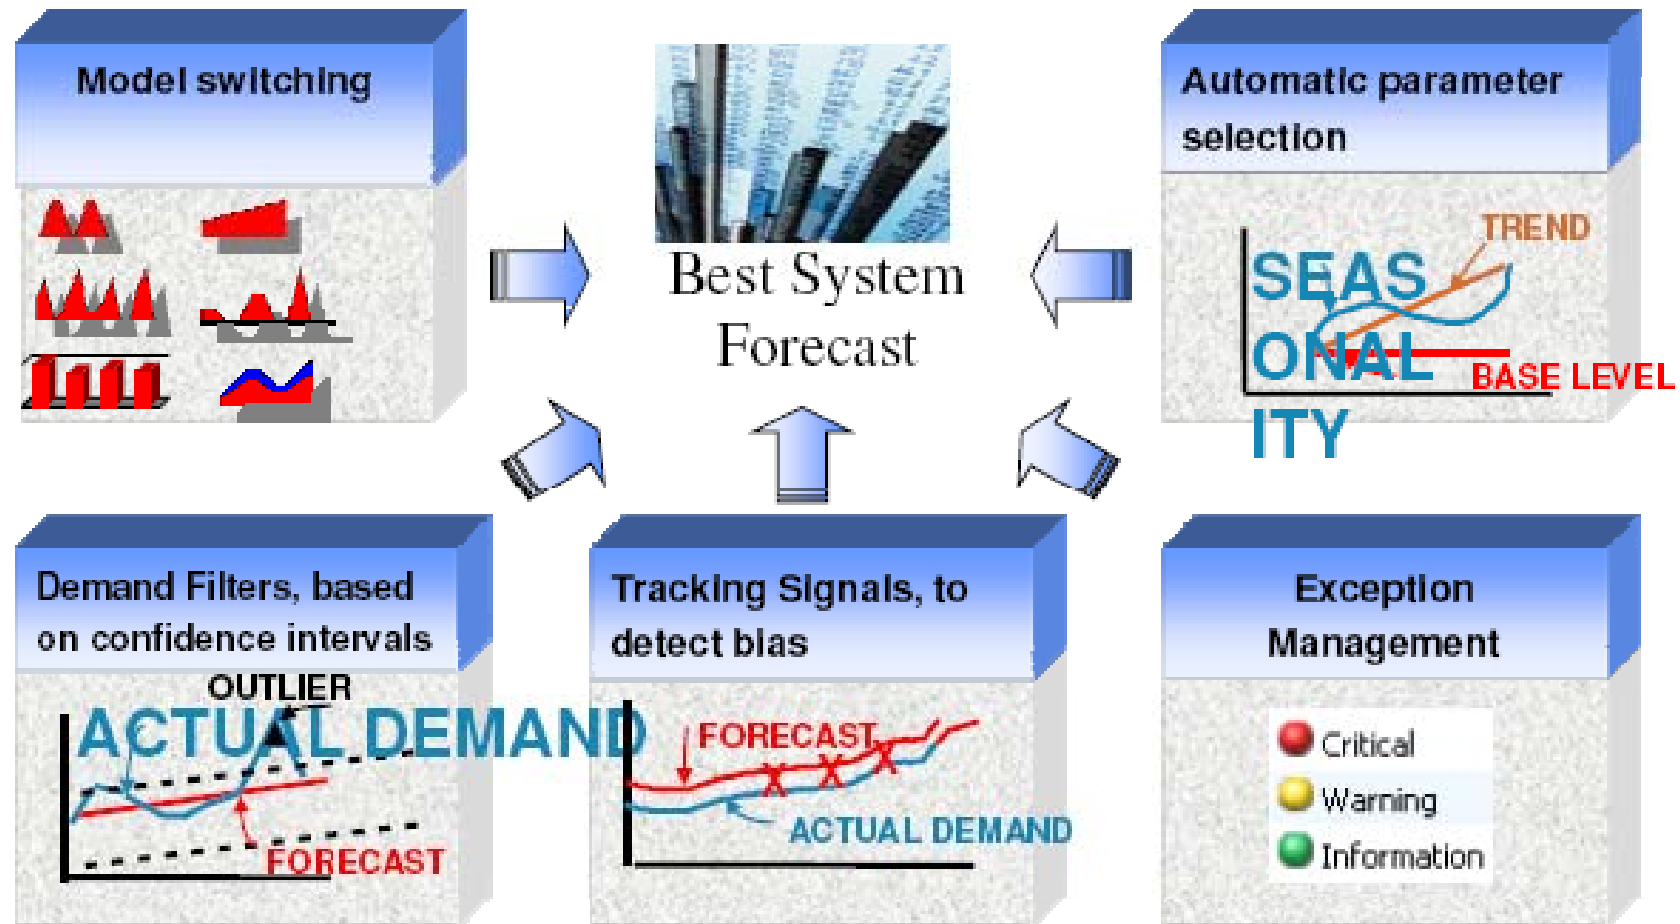 Model switching
Best System
Forecast
Automatic parameter
selection
TREND
SEAS
ONAL
ITY
BASE LEVEL
Demand Filters, based
on confidence intervals
OUTLIER
ACTUAL DEMAND
FORECAST
Tracking Signals, to
detect bias
FORECAST
ACTUAL DEMAND
Exception
Management
Critical
Warning
Information